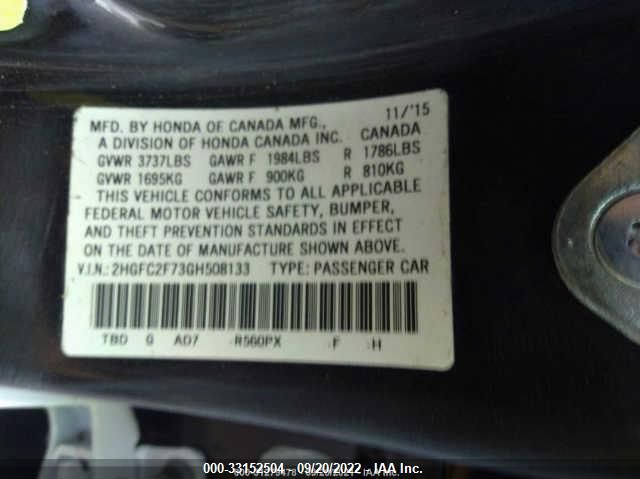 11/'15
MFD. BY HONDA OF CANADA MFG.,
A DIVISION OF HONDA CANADA INC. CANADA
GVWR 3737LBS GAWR F 1984LBS R 1786LBS
GVWR 1695KG GAWR F 900KG R 810KG
THIS VEHICLE CONFORMS TO ALL APPLICABLE
FEDERAL MOTOR VEHICLE SAFETY, BUMPER,
AND THEFT PREVENTION STANDARDS IN EFFECT
ON THE DATE OF MANUFACTURE SHOWN ABOVE.
V.I.N.:2HGFC2F73GH508133 TYPE: PASSENGER CAR
TBD G AD7 R560PX F H
000-33152504 - 09/20/2022 - IAA Inc.